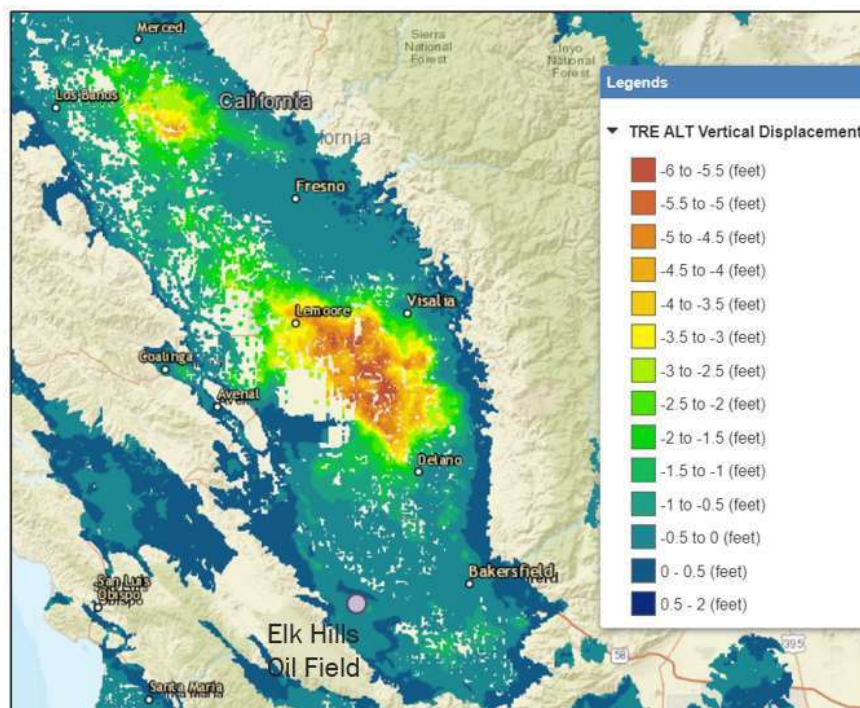 Merced
Sierra
National
Forest
Inyo
National
Forest
Legends
Los Banos
California
TRE ALT Vertical Displacement
-6 to -5.5 (feet)
-5.5 to -5 (feet)
-5 to -4.5 (feet)
-4.5 to -4 (feet)
-4 to -3.5 (feet)
-3.5 to -3 (feet)
-3 to -2.5 (feet)
-2.5 to -2 (feet)
-2 to -1.5 (feet)
-1.5 to -1 (feet)
-1 to -0.5 (feet)
-0.5 to 0 (feet)
0 - 0.5 (feet)
0.5 - 2 (feet)
fornia
Fresno
Lemoore
Visalia
Coalinga
Avenal
Delano
Bakersfield
San Luis
Obispo
Elk Hills
Oil Field
58
395
Santa Maria